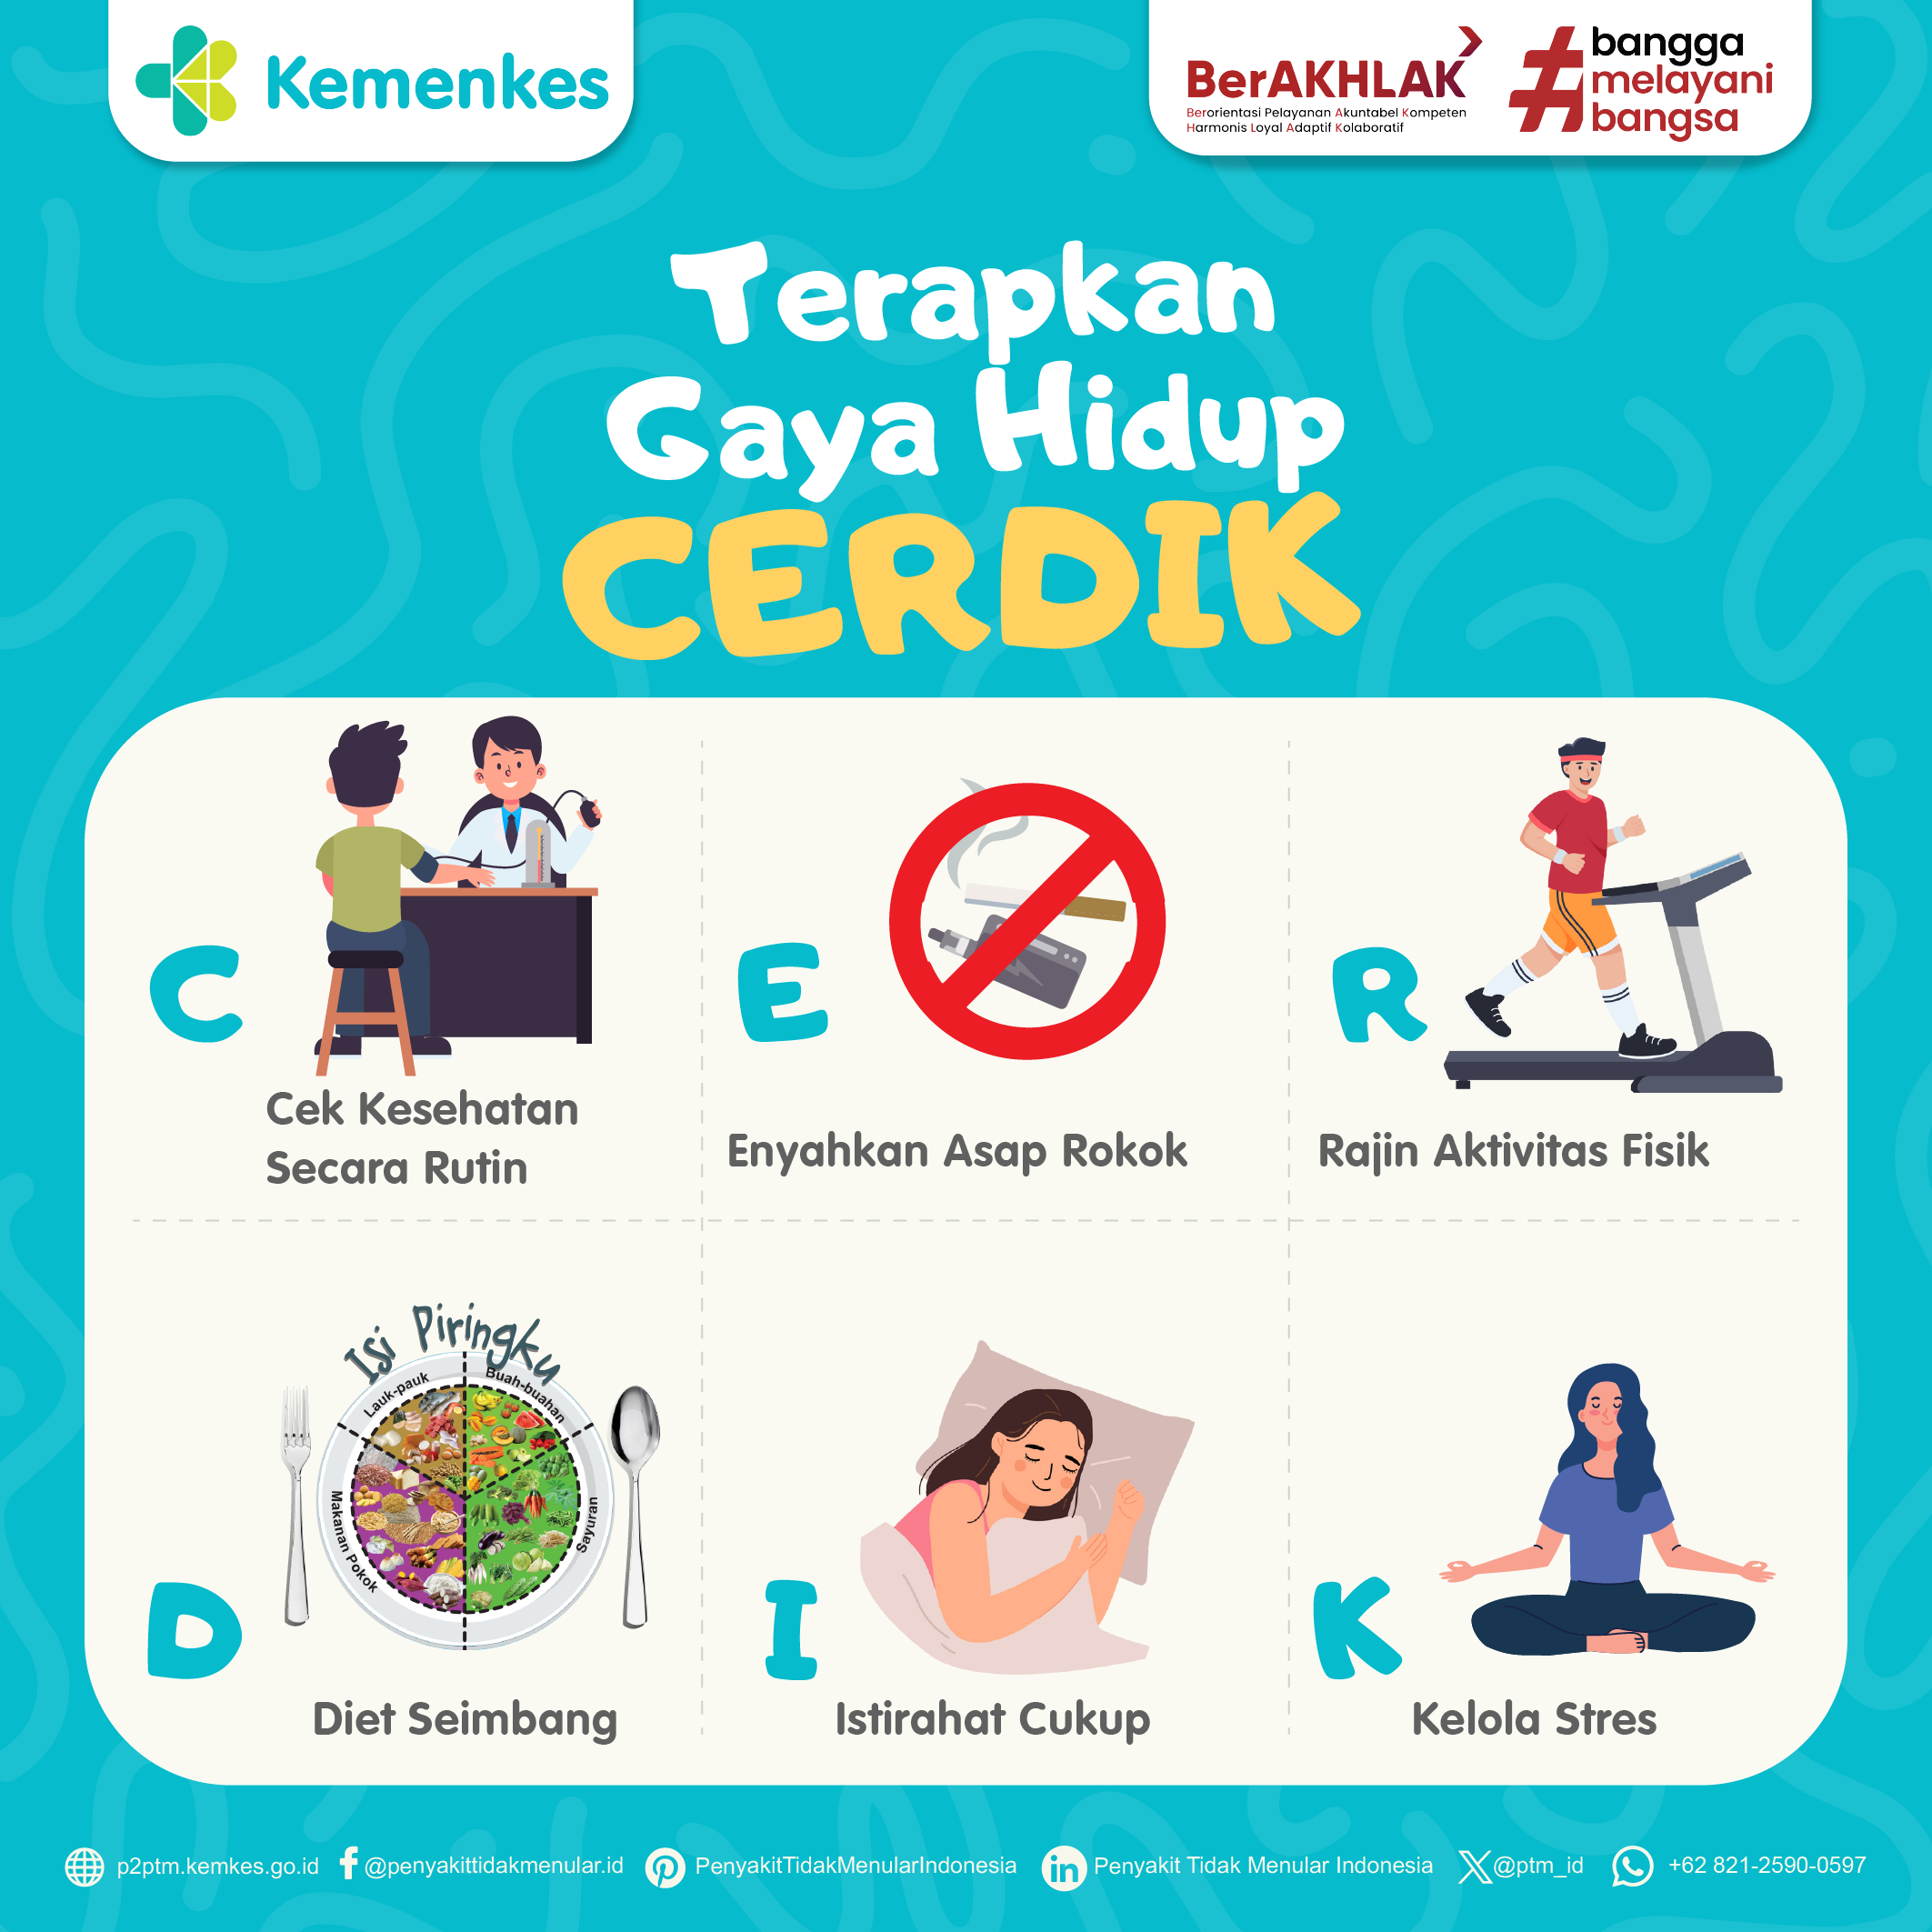 Kemenkes
BerAKHLAK
Berorientasi Pelayanan Akuntabel Kompeten
Harmonis Loyal Adaptif Kolaboratif
#bangga
melayani
bangsa
Terapkan
Gaya Hidup
CERDIK
C
Cek Kesehatan
Secara Rutin
E
Enyahkan Asap Rokok
R
Rajin Aktivitas Fisik
D
Isi Piringku
Lauk-pauk
Buah-buahan
Makanan Pokok
Sayuran
Diet Seimbang
I
Istirahat Cukup
K
Kelola Stres
p2ptm.kemkes.go.id
@penyakittidakmenular.id
PenyakitTidakMenularIndonesia
Penyakit Tidak Menular Indonesia
@ptm_id
+62 821-2590-0597